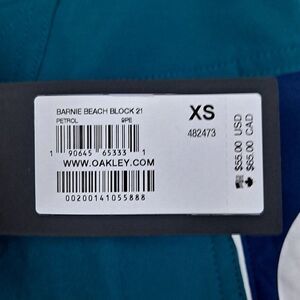 BARNIE BEACH BLOCK 21
PETROL 9PE
XS
482473
1 90645 65333 1
WWW.OAKLEY.COM
00200141055888
$55.00 USD
$65.00 CAD